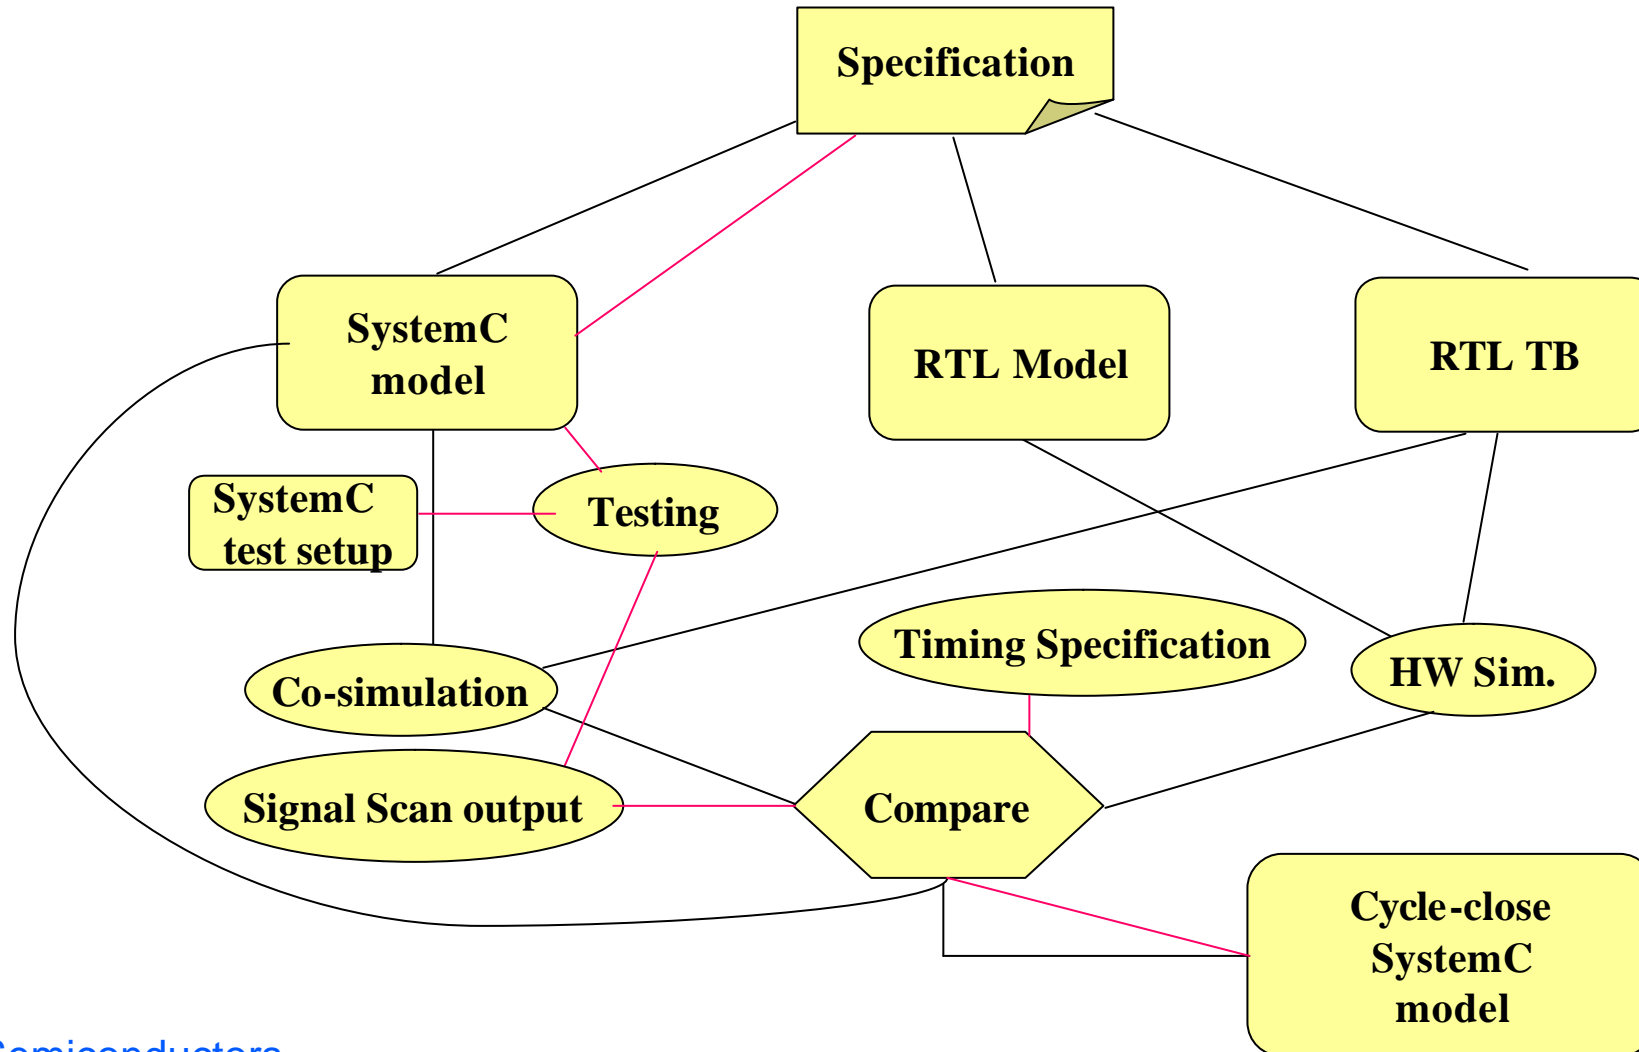 Specification
SystemC
model
RTL Model
RTL TB
SystemC
test setup
Testing
Timing Specification
Co-simulation
HW Sim.
Signal Scan output
Compare
Cycle-close
SystemC
model
Semiconductors